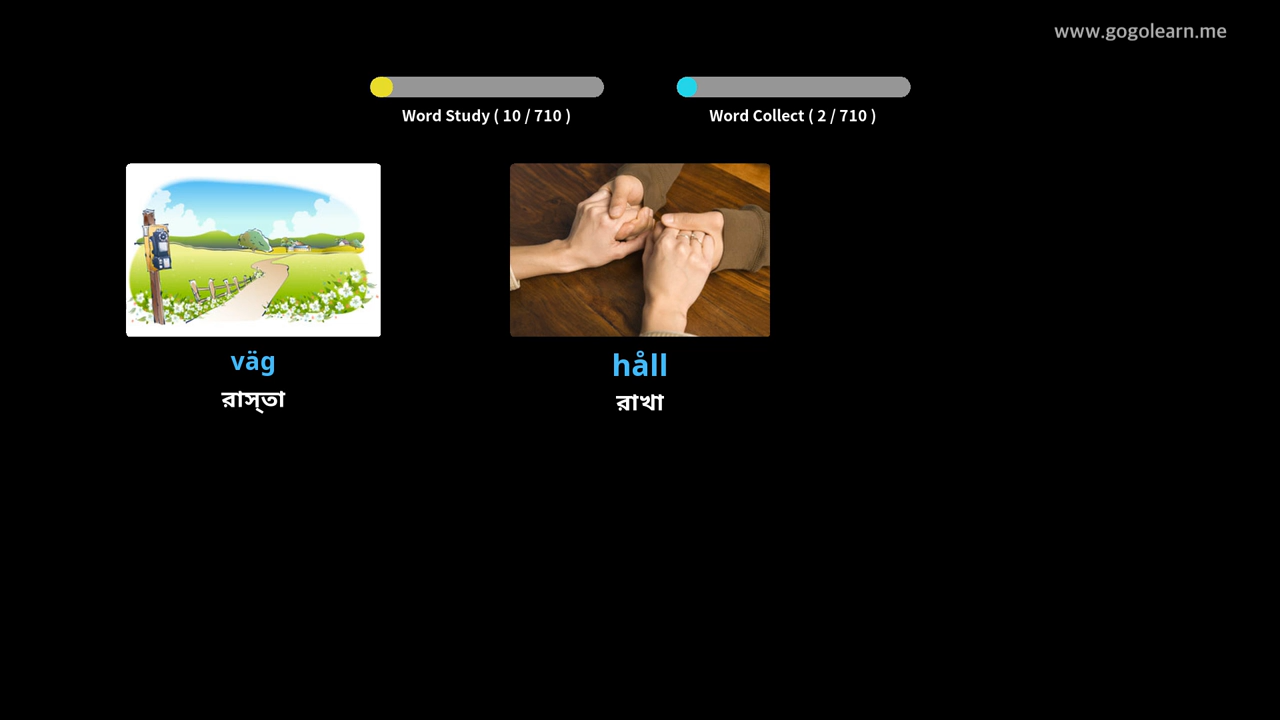 www.gogolearn.me
Word Study ( 10 / 710 )
Word Collect ( 2 / 710 )
väg
রাস্তা
håll
রাখা